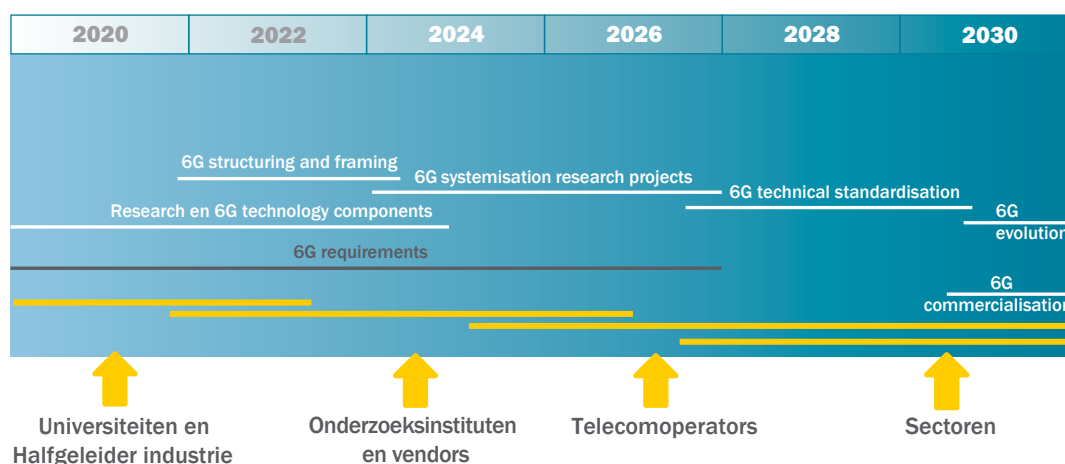 2020 2022 2024 2026 2028 2030
6G structuring and framing
6G systemisation research projects
6G technical standardisation
Research en 6G technology components
6G
evolution
6G requirements
6G
commercialisation
Universiteiten en
Halfgeleider industrie
Onderzoeksinstituten
en vendors
Telecomoperators
Sectoren